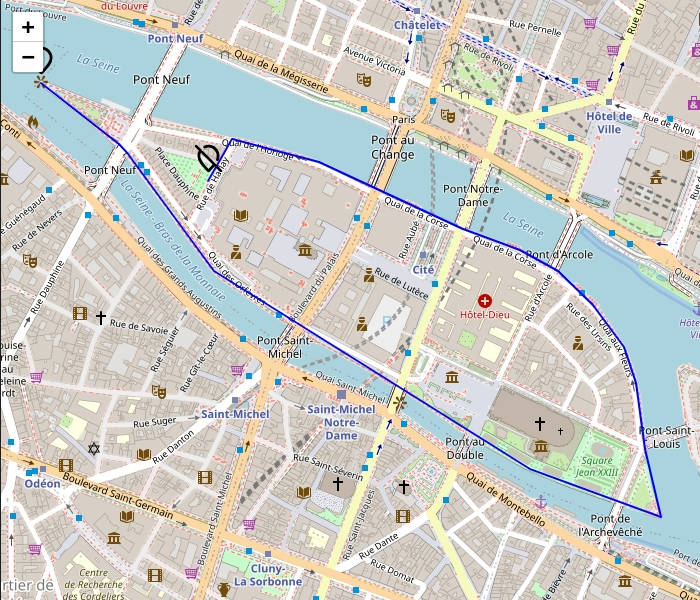 du Louvre
+
−
La Seine
Pont Neuf
Pont Neuf
Quai de la Mégisserie
Châtelet
Rue Pernelle
Avenue Victoria
Rue de Rivoli
Hôtel de
Ville
Rue de Rivoli
Conti
Paris
Pont au
Change
Quai de l'Horloge
Place Dauphine
Rue de Harlay
Pont Neuf
Pont Notre-
Dame
La Seine
Quai de la Corse
Quai de la Corse
Pont d'Arcole
Rue de Nevers
Rue Dauphine
La Seine - Bras de la Monnaie
Quai des Grands Augustins
Quai des Orfèvres
Boulevard du Palais
Rue Aubé
Cité
Rue de Lutèce
Hôtel-Dieu
Rue d'Arcole
Rue des Ursins
Quai aux Fleurs
Rue de Savoie
Rue Séguier
Rue Gît-le-Cœur
Pont Saint-
Michel
Quai Saint-Michel
Saint-Michel
Saint-Michel
Notre-
Dame
Rue Suger
Rue Danton
Pont au
Double
Square
Jean XXIII
Pont-Saint-
Louis
Odéon
Boulevard Saint-Germain
Boulevard Saint-Michel
Rue Saint-Séverin
Rue Saint-Jacques
Quai de Montebello
Pont de
l'Archevêché
Rue Dante
Rue Domat
Cluny-
La Sorbonne
Centre de
Recherche
des Cordeliers
rtier de